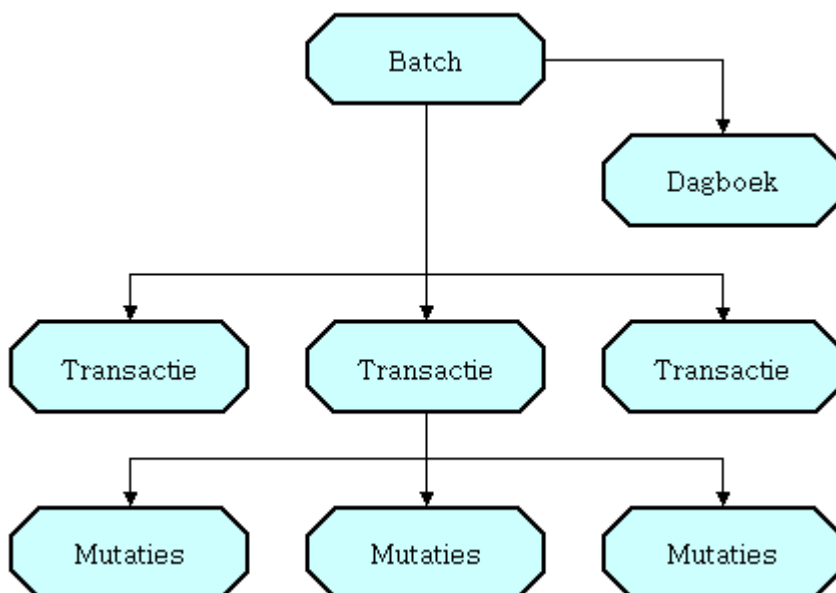 Batch
Dagboek
Transactie
Transactie
Transactie
Mutaties
Mutaties
Mutaties